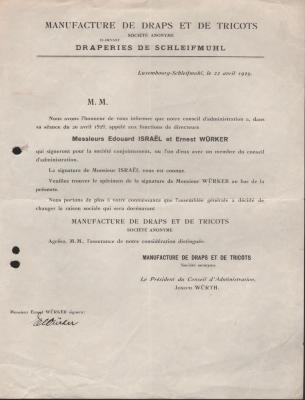 MANUFACTURE DE DRAPS ET DE TRICOTS
SOCIÉTÉ ANONYME
CI-DEVANT
DRAPERIES DE SCHLEIFMUHL
Luxembourg-Schleifmuhl, le 22 avril 1929.
M. M.
Nous avons l'honneur de vous informer que notre conseil d'administration a, dans
sa séance du 20 avril 1929, appelé aux fonctions de directeurs
Messieurs Edouard ISRAËL et Ernest WÜRKER
qui signeront pour la société conjointement, ou l'un d'eux avec un membre du conseil
d'administration.
La signature de Monsieur ISRAËL vous est connue.
Veuillez trouver le spécimen de la signature de Monsieur WÜRKER au bas de la
présente.
Nous portons de plus à votre connaissance que l'assemblée générale a décidé de
changer la raison sociale qui sera dorénavant
MANUFACTURE DE DRAPS ET DE TRICOTS
SOCIÉTÉ ANONYME
Agréez, M.M, l'assurance de notre considération distinguée.
MANUFACTURE DE DRAPS ET DE TRICOTS
Société anonyme
Le Président du Conseil d'Administration,
JOSEPH WÜRTH.
Monsieur Ernest WÜRKER signera:
EWürker